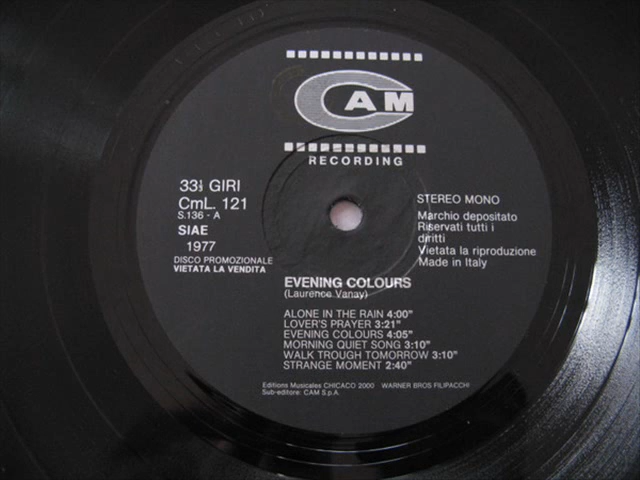 CAM
RECORDING
33⅓ GIRI
CmL. 121
S.136 - A
SIAE
1977
DISCO PROMOZIONALE
VIETATA LA VENDITA
STEREO MONO
Marchio depositato
Riservati tutti i
diritti
Vietata la riproduzione
Made in Italy
EVENING COLOURS
(Laurence Vanay)
ALONE IN THE RAIN 4:00"
LOVER'S PRAYER 3:21"
EVENING COLOURS 4:05"
MORNING QUIET SONG 3:10"
WALK TROUGH TOMORROW 3:10"
STRANGE MOMENT 2:40"
Editions Musicales CHICACO 2000 WARNER BROS FILIPACCHI
Sub-editore: CAM S.p.A.